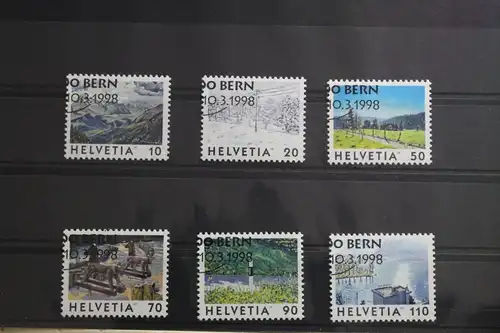 O BERN
10.3.1998
HELVETIA 10
O BERN
10.3.1998
HELVETIA 20
O BERN
10.3.1998
HELVETIA 50
O BERN
10.3.1998
HELVETIA 70
O BERN
10.3.1998
HELVETIA 90
O BERN
10.3.1998
HELVETIA 110